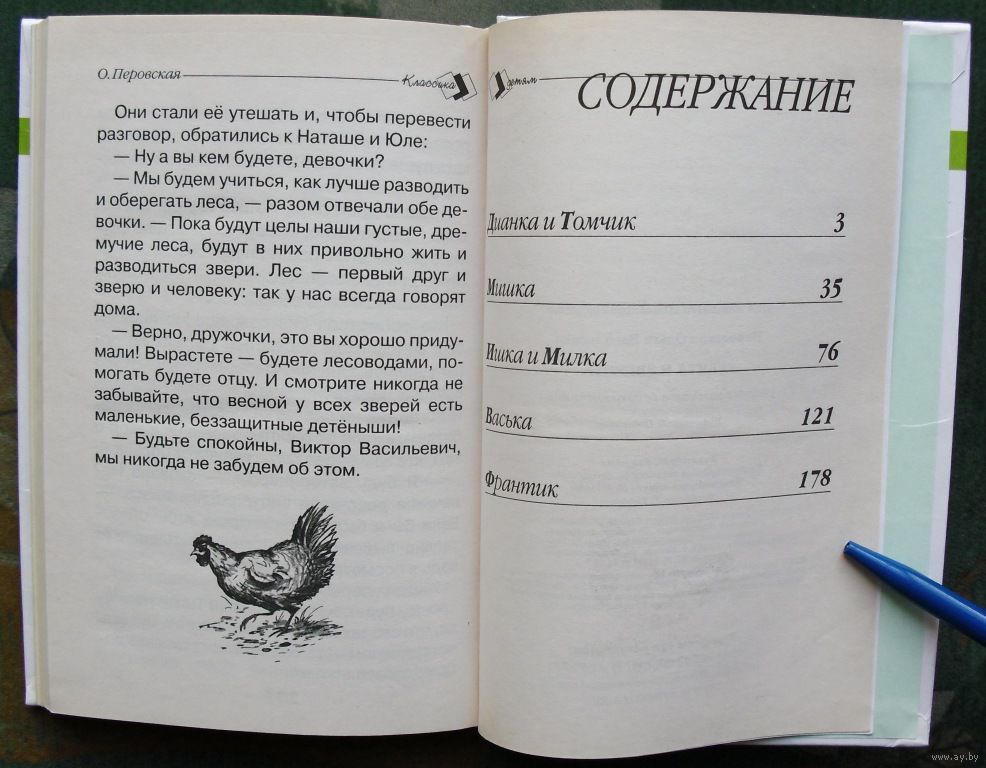 О. Перовская
Классика
Они стали её утешать и, чтобы перевести
разговор, обратились к Наташе и Юле:
— Ну а вы кем будете, девочки?
— Мы будем учиться, как лучше разводить
и оберегать леса, — разом отвечали обе де-
вочки. — Пока будут целы наши густые, дре-
мучие леса, будут в них привольно жить и
разводиться звери. Лес — первый друг и
зверю и человеку: так у нас всегда говорят
дома.
— Верно, дружочки, это вы хорошо приду-
мали! Вырастете — будете лесоводами, по-
могать будете отцу. И смотрите никогда не
забывайте, что весной у всех зверей есть
маленькие, беззащитные детёныши!
— Будьте спокойны, Виктор Васильевич,
мы никогда не забудем об этом.
детям
СОДЕРЖАНИЕ
Дианка и Томчик 3
Мишка 35
Ишка и Милка 76
Васька 121
Франтик 178
www.ay.by